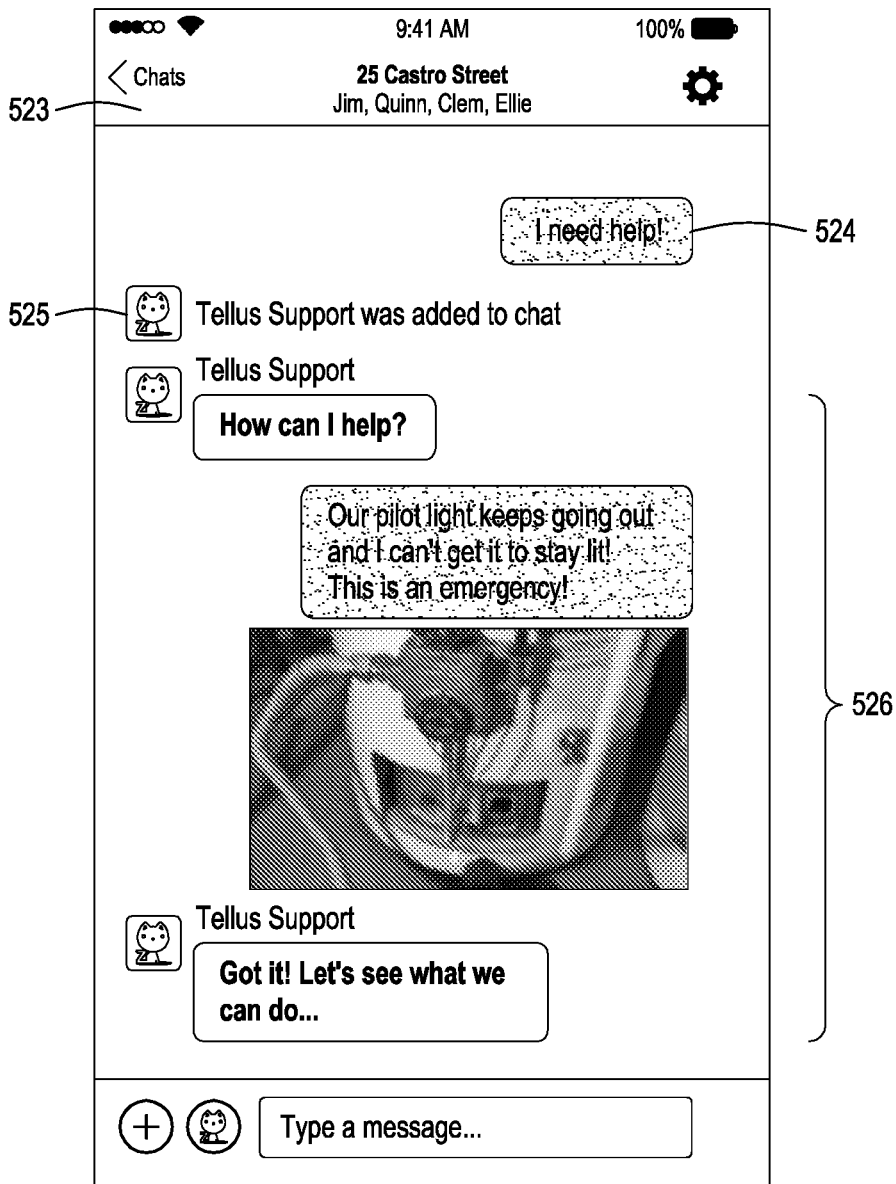 9:41 AM
100%
Chats
25 Castro Street
Jim, Quinn, Clem, Ellie
523
I need help!
524
525
Tellus Support was added to chat
Tellus Support
How can I help?
Our pilot light keeps going out
and I can't get it to stay lit!
This is an emergency!
526
Tellus Support
Got it! Let's see what we
can do...
Type a message...